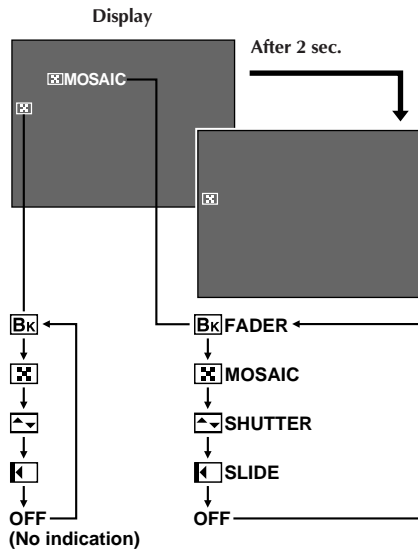 Display
After 2 sec.
MOSAIC
BK
BK FADER
MOSAIC
SHUTTER
SLIDE
OFF
(No indication)
OFF